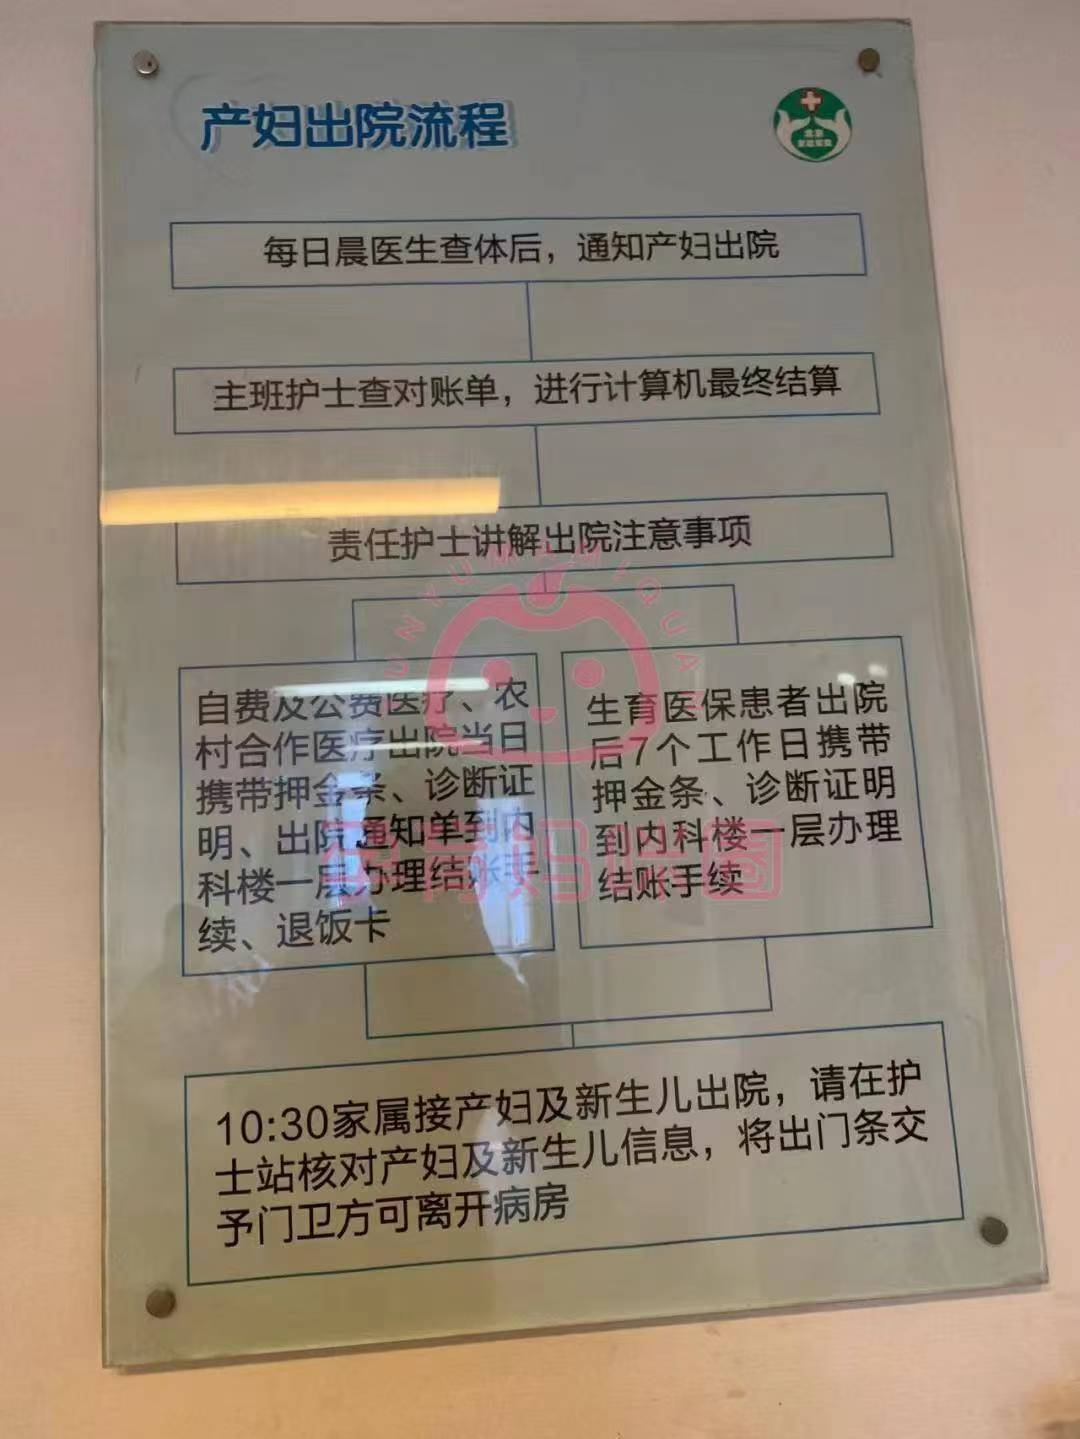 产妇出院流程
每日晨医生查体后，通知产妇出院
主班护士查对账单，进行计算机最终结算
责任护士讲解出院注意事项
自费及公费医疗、农
村合作医疗出院当日
携带押金条、诊断证
明、出院通知单到内
科楼一层办理结账手
续、退饭卡
生育医保患者出院
后7个工作日携带
押金条、诊断证明
到内科楼一层办理
结账手续
10:30家属接产妇及新生儿出院，请在护
士站核对产妇及新生儿信息，将出门条交
予门卫方可离开病房
YUNYUMAMIQUAN
孕育妈咪圈